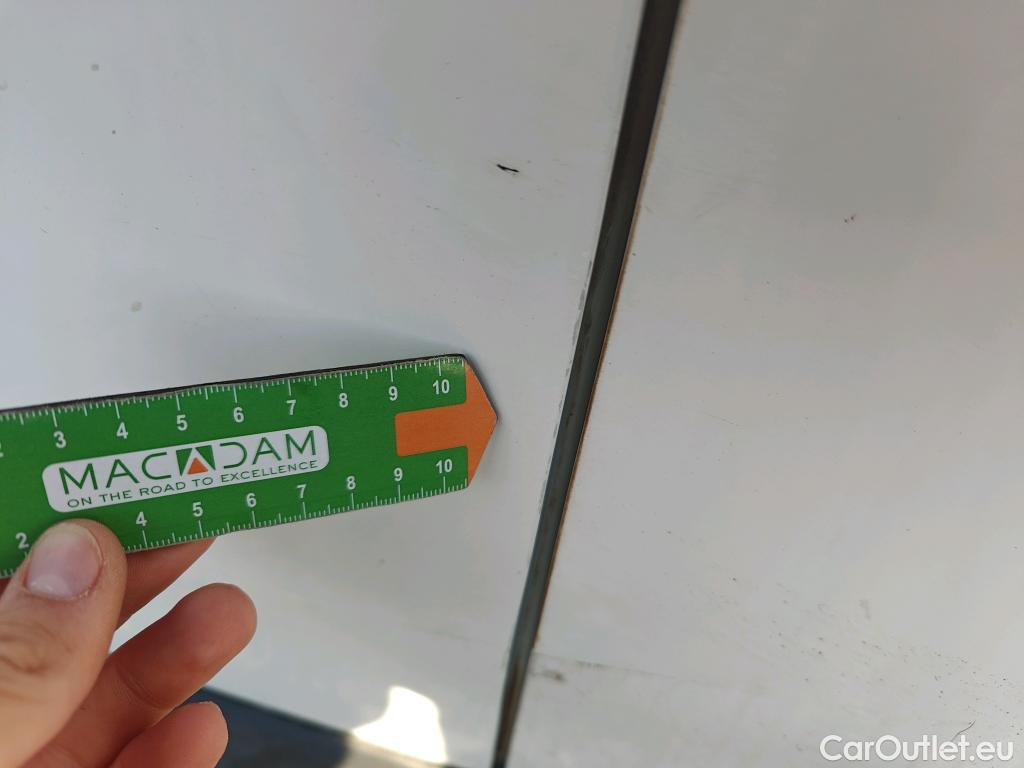 3 4 5 6 7 8 9 10
MACADAM
ON THE ROAD TO EXCELLENCE
2 4 5 6 7 8 9 10
CarOutlet.eu